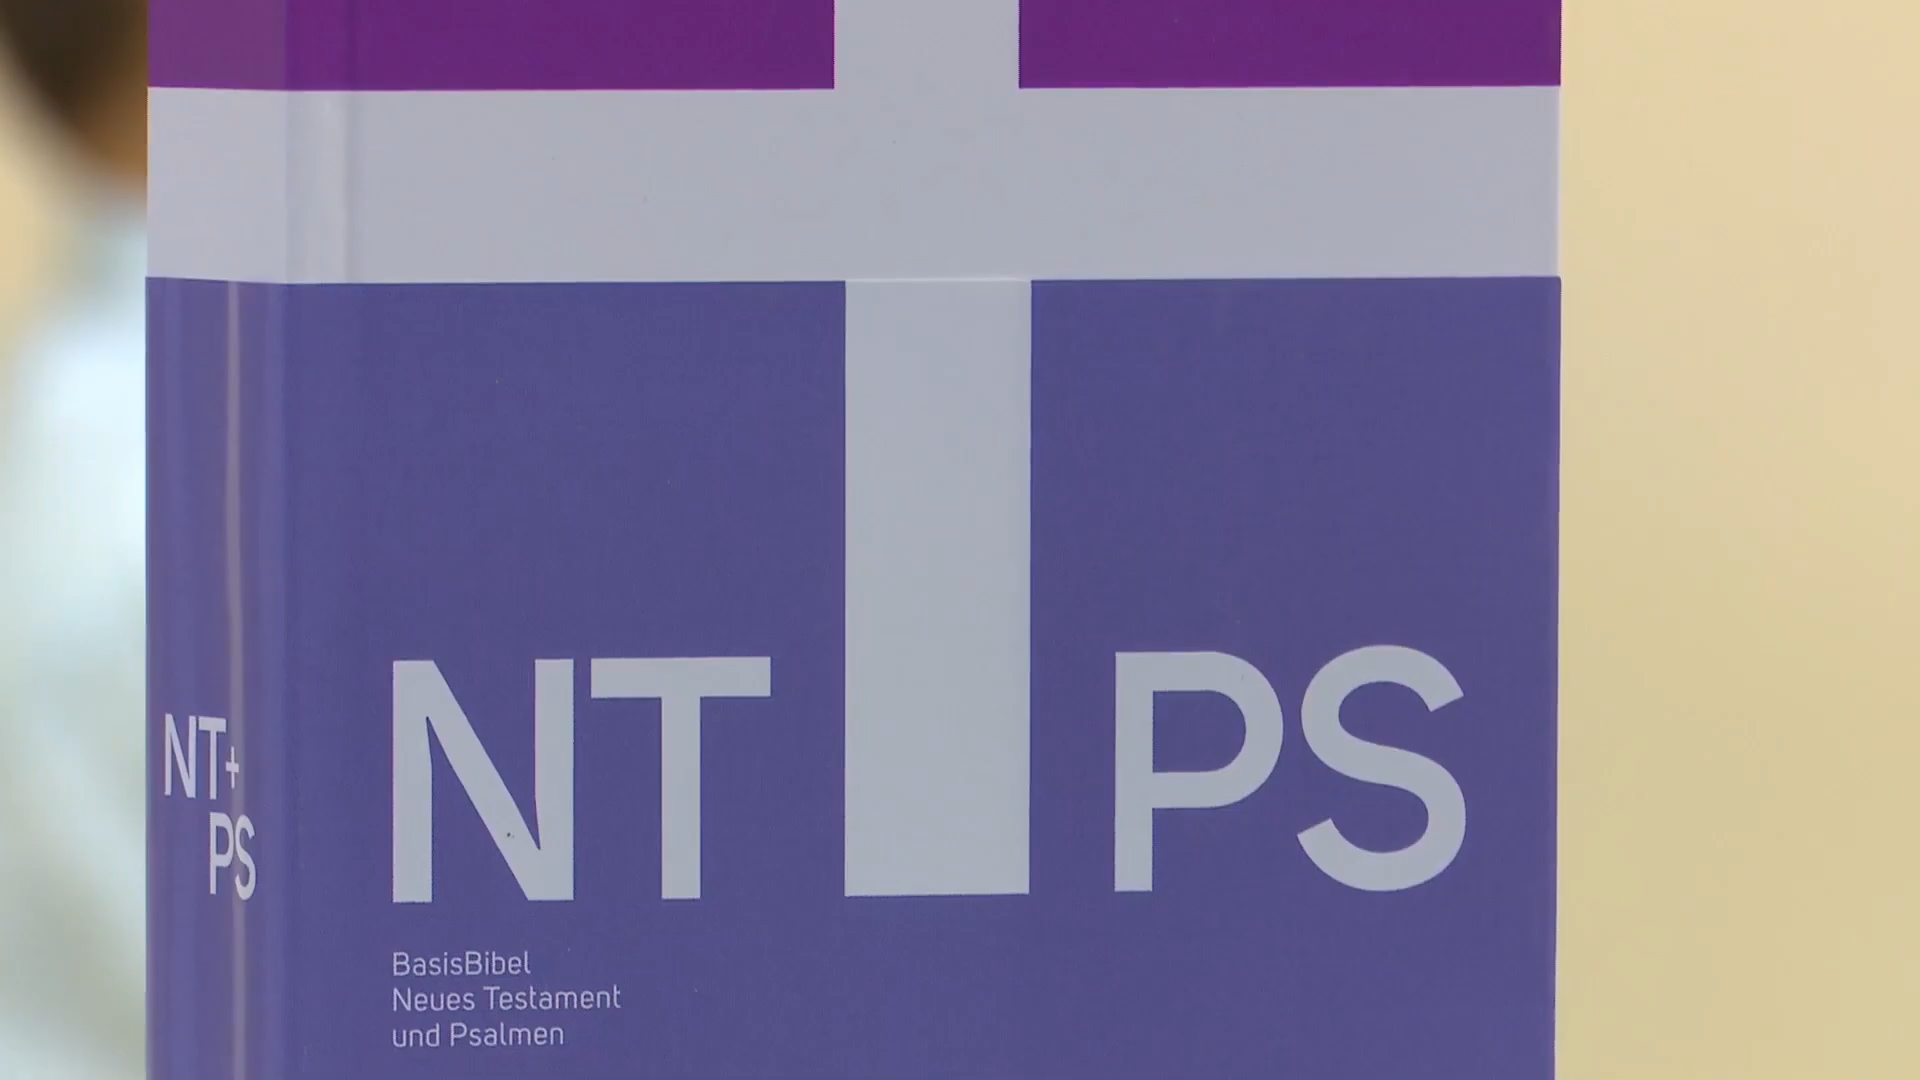 NT+
PS
NT PS
BasisBibel
Neues Testament
und Psalmen